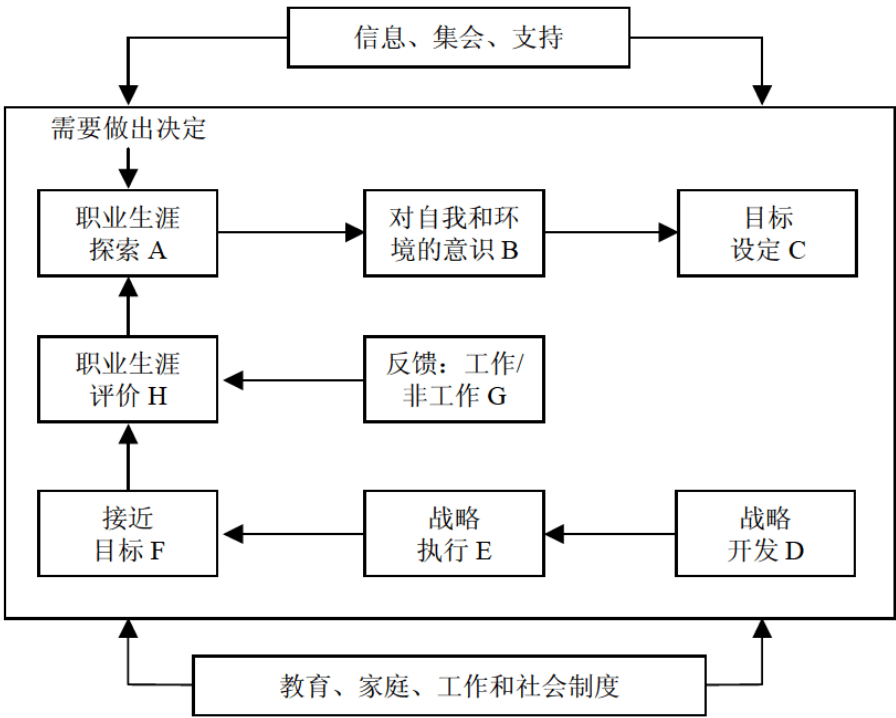 信息、集会、支持
需要做出决定
职业生涯
探索 A
对自我和环
境的意识 B
目标
设定 C
职业生涯
评价 H
反馈：工作/
非工作 G
接近
目标 F
战略
执行 E
战略
开发 D
教育、家庭、工作和社会制度